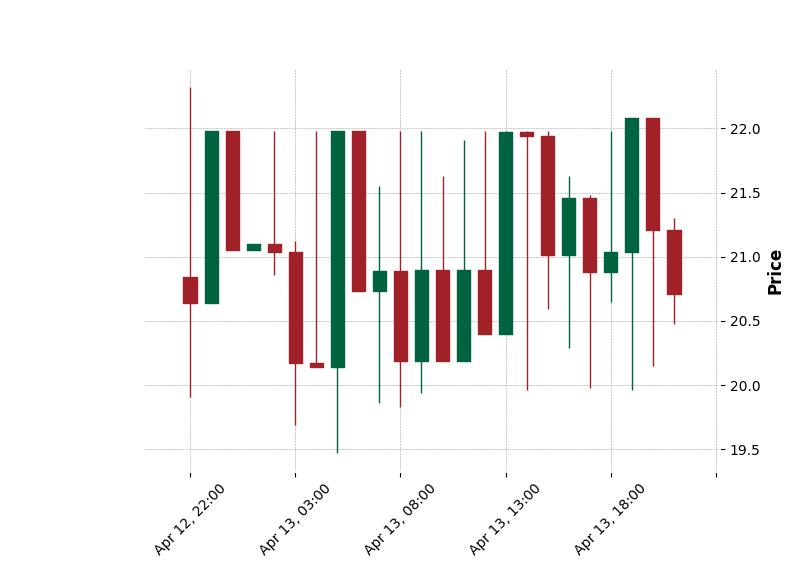 22.0
21.5
21.0
20.5
20.0
19.5
Price
Apr 12, 22:00
Apr 13, 03:00
Apr 13, 08:00
Apr 13, 13:00
Apr 13, 18:00